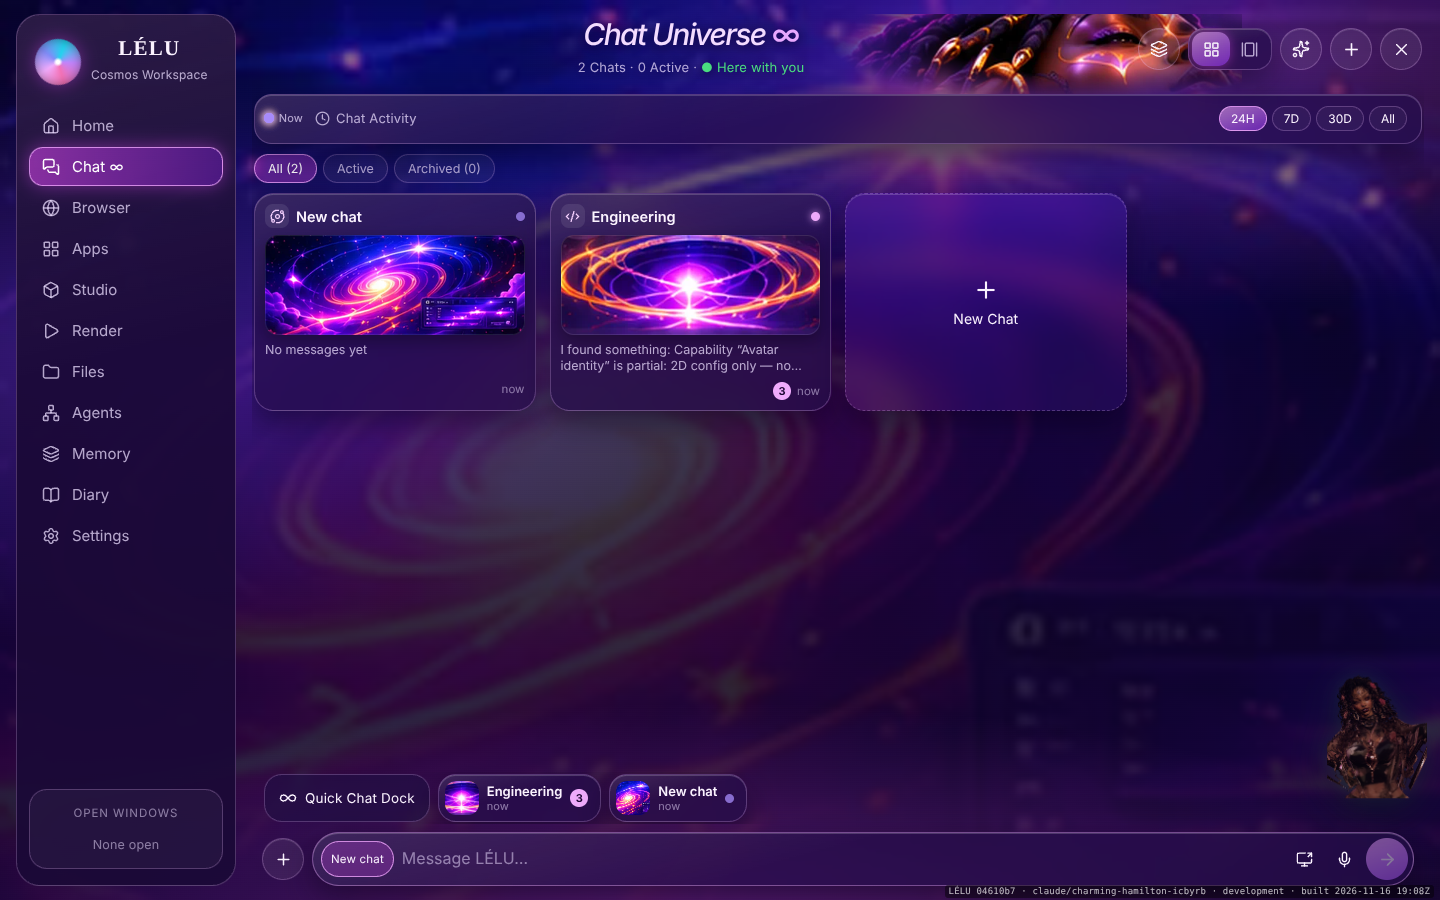 LÉLU
Cosmos Workspace
Home
Chat ∞
Browser
Apps
Studio
Render
Files
Agents
Memory
Diary
Settings
OPEN WINDOWS
None open
Chat Universe ∞
2 Chats · 0 Active · Here with you
Now
Chat Activity
24H
7D
30D
All
All (2)
Active
Archived (0)
New chat
No messages yet
now
Engineering
I found something: Capability “Avatar
identity” is partial: 2D config only — no...
3 now
New Chat
Quick Chat Dock
Engineering
now
3
New chat
now
New chat
Message LÉLU...
LÉLU 04610b7 · claude/charming-hamilton-icbyrb · development · built 2026-11-16 19:08Z